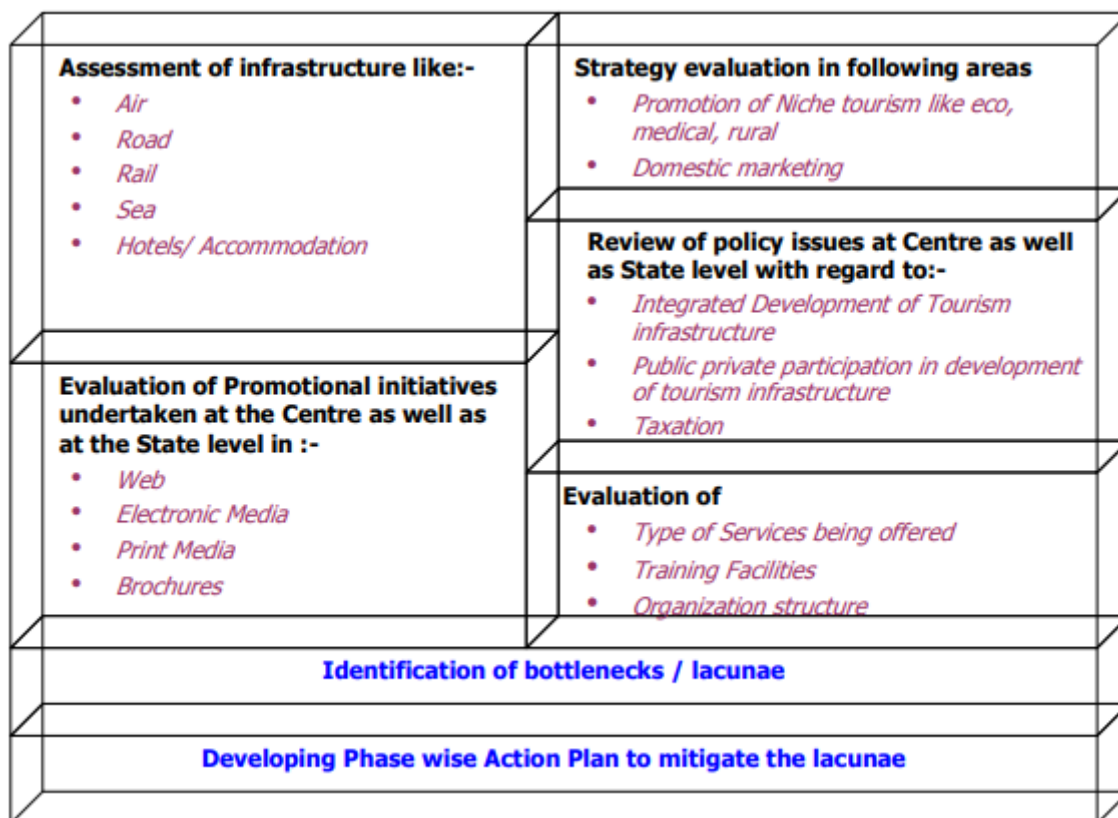 Assessment of infrastructure like:-
• Air
• Road
• Rail
• Sea
• Hotels/ Accommodation
Evaluation of Promotional initiatives
undertaken at the Centre as well as
at the State level in :-
• Web
• Electronic Media
• Print Media
• Brochures
Strategy evaluation in following areas
• Promotion of Niche tourism like eco,
medical, rural
• Domestic marketing
Review of policy issues at Centre as well
as State level with regard to:-
• Integrated Development of Tourism
infrastructure
• Public private participation in development
of tourism infrastructure
• Taxation
Evaluation of
• Type of Services being offered
• Training Facilities
• Organization structure
Identification of bottlenecks / lacunae
Developing Phase wise Action Plan to mitigate the lacunae